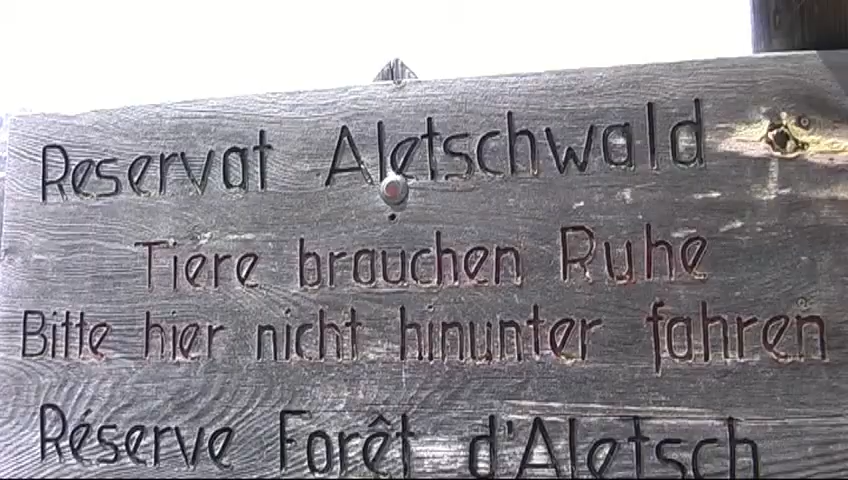 Reservat Aletschwald
Tiere brauchen Ruhe
Bitte hier nicht hinunter fahren
Réserve Forêt d'Aletsch